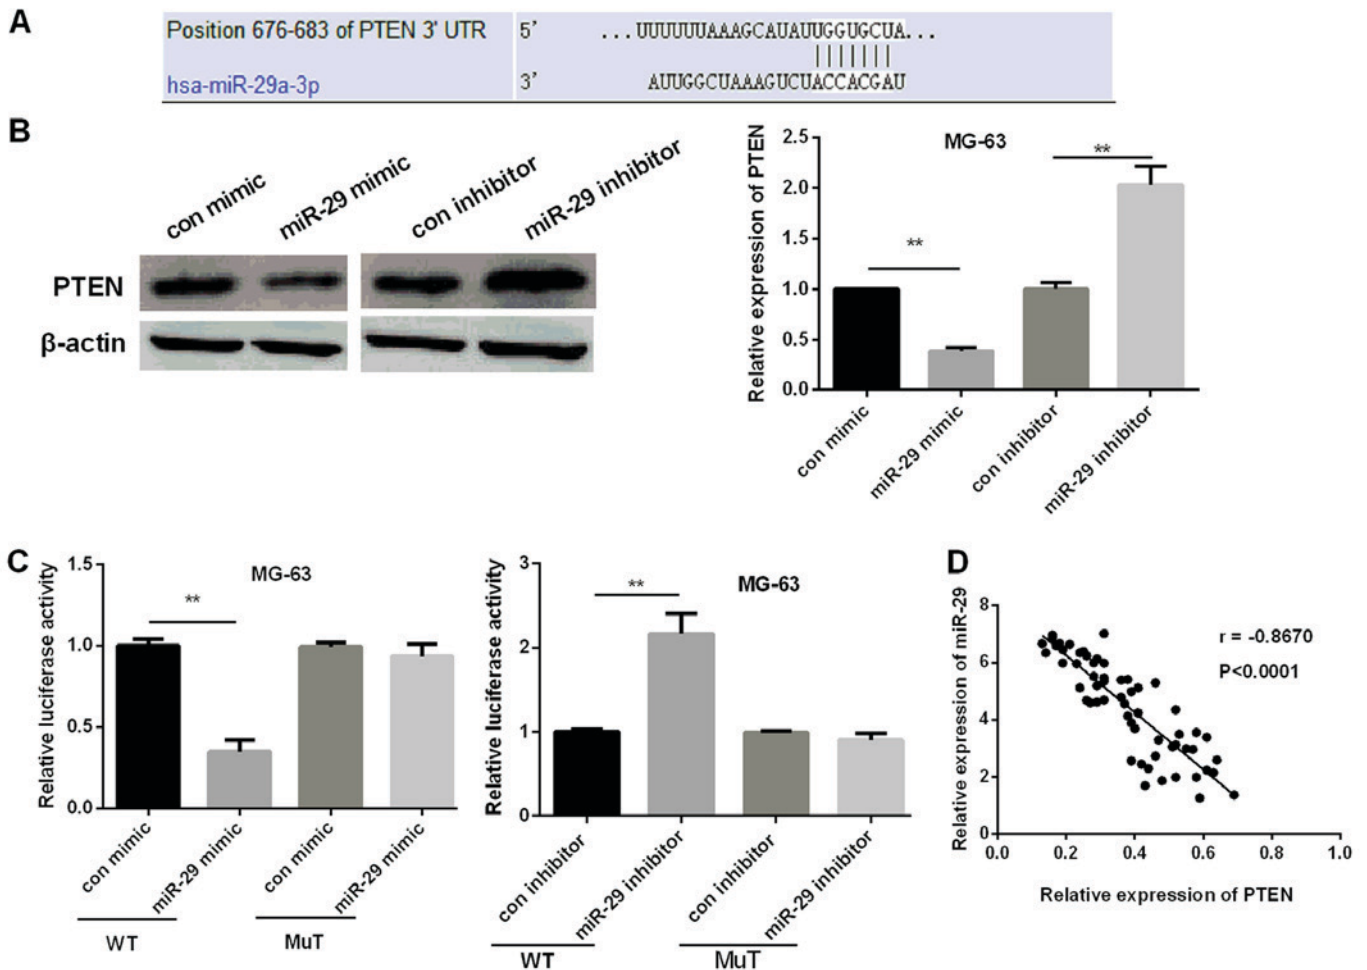 A
Position 676-683 of PTEN 3' UTR 5' ...UUUUUUAAAGCAUAUUGGUGCUA...
hsa-miR-29a-3p 3' AUUGGCUAAAGUCUACCACGAU
B
con mimic
miR-29 mimic
con inhibitor
miR-29 inhibitor
PTEN
β-actin
Relative expression of PTEN
MG-63
2.5
2.0
1.5
1.0
0.5
0.0
**
**
con mimic
miR-29 mimic
con inhibitor
miR-29 inhibitor
C
Relative luciferase activity
MG-63
1.5
1.0
0.5
0.0
**
con mimic
miR-29 mimic
con mimic
miR-29 mimic
WT
MuT
Relative luciferase activity
MG-63
3
2
1
0
**
con inhibitor
miR-29 inhibitor
con inhibitor
miR-29 inhibitor
WT
MuT
D
Relative expression of miR-29
8
6
4
2
0
r = -0.8670
P<0.0001
0.0 0.2 0.4 0.6 0.8 1.0
Relative expression of PTEN